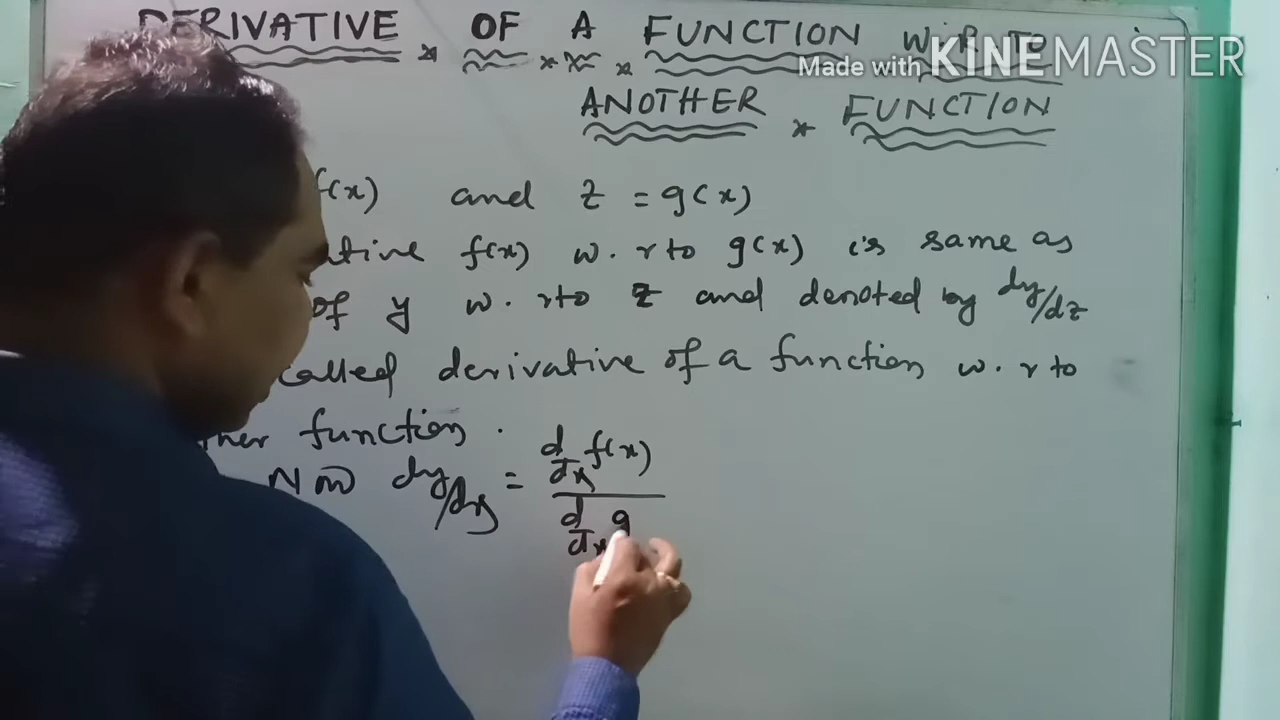 DERIVATIVE OF A FUNCTION W.R TO
Made with KINEMASTER
ANOTHER FUNCTION
f(x) and z = g(x)
f(x) w.r to g(x) is same as
of y w.r to z and denoted by dy/dz
called derivative of a function w.r to
function.
Now dy/dz = d/dx f(x)
d/dx g